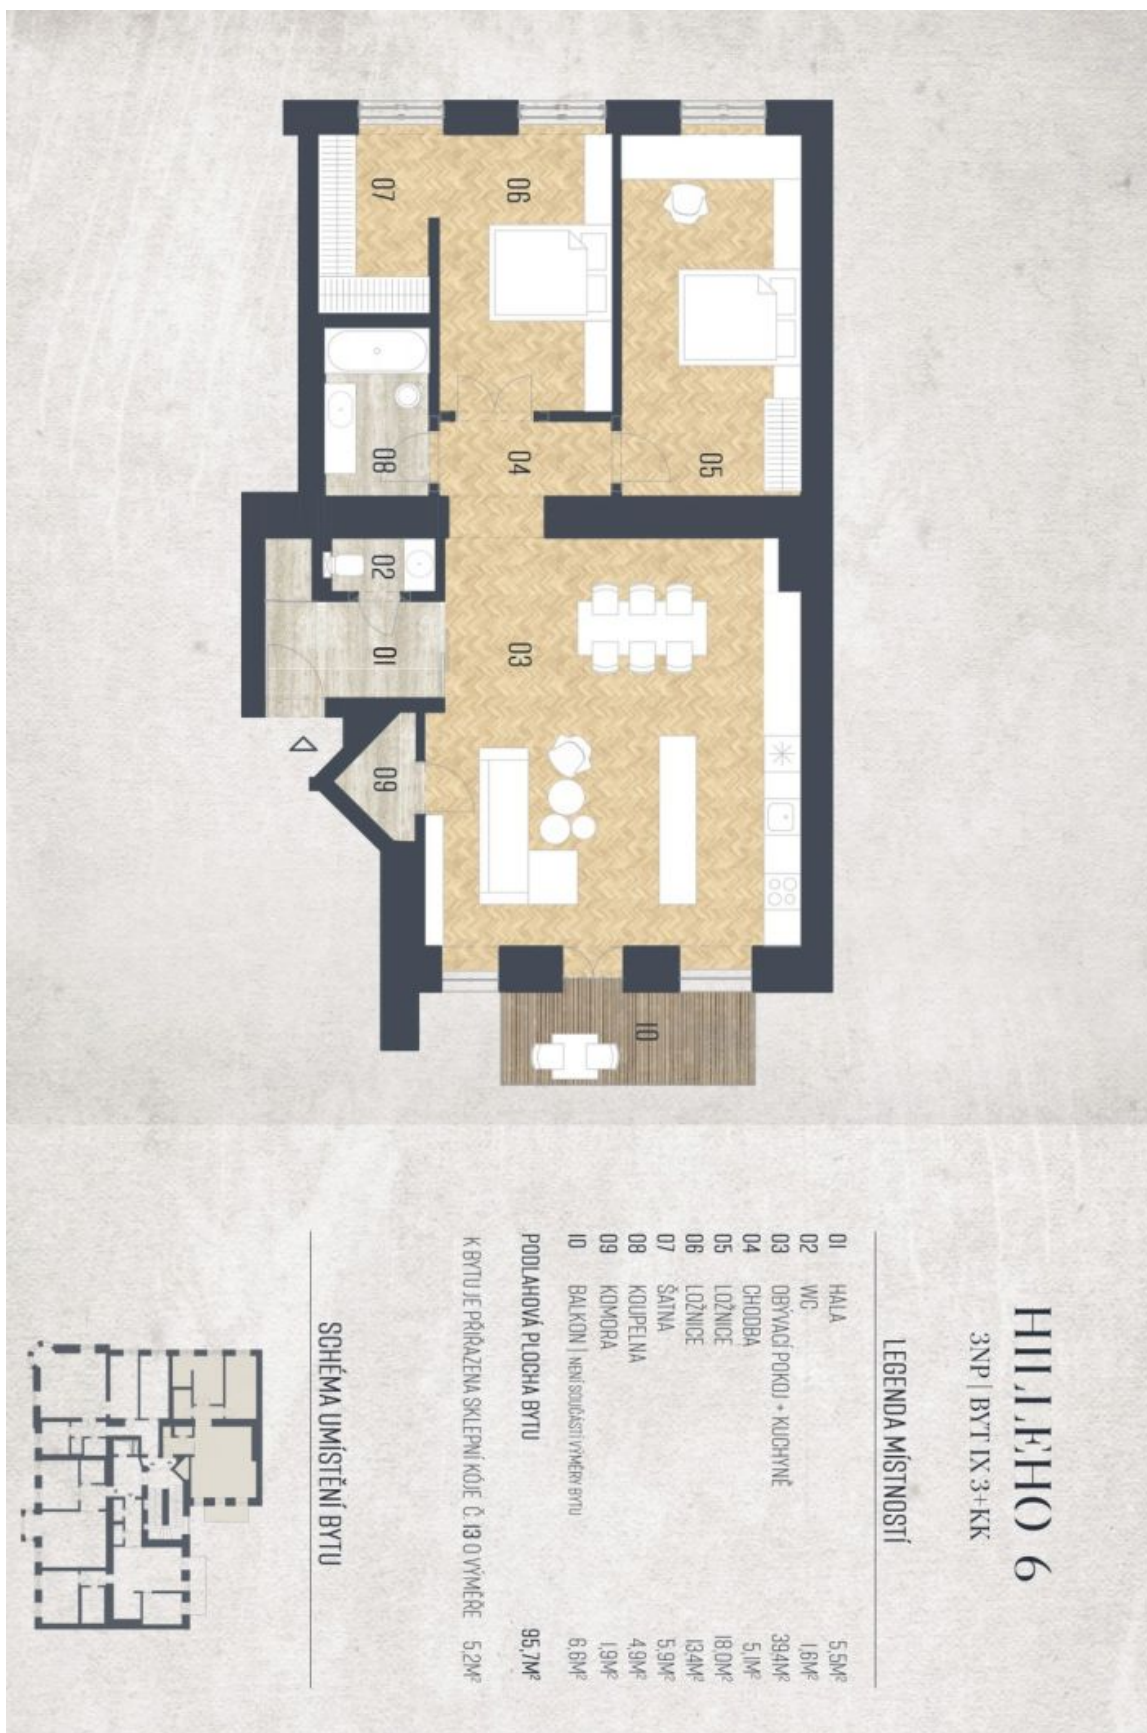 07
06
05
08
04
02
03
01
09
10
HILLEHO 6
3NP | BYT IX 3+KK
LEGENDA MÍSTNOSTÍ
01 HALA 5,5M²
02 WC 1,6M²
03 OBÝVACÍ POKOJ + KUCHYNĚ 39,4M²
04 CHODBA 5,1M²
05 LOŽNICE 18,0M²
06 LOŽNICE 13,4M²
07 ŠATNA 5,9M²
08 KOUPELNA 4,9M²
09 KOMORA 1,9M²
10 BALKON | NENÍ SOUČÁSTÍ VÝMĚRY BYTU 6,6M²
PODLAHOVÁ PLOCHA BYTU 95,7M²
K BYTU JE PŘIŘAZENA SKLEPNÍ KÓJE Č. 13 O VÝMĚŘE 5,2M²
SCHÉMA UMÍSTĚNÍ BYTU